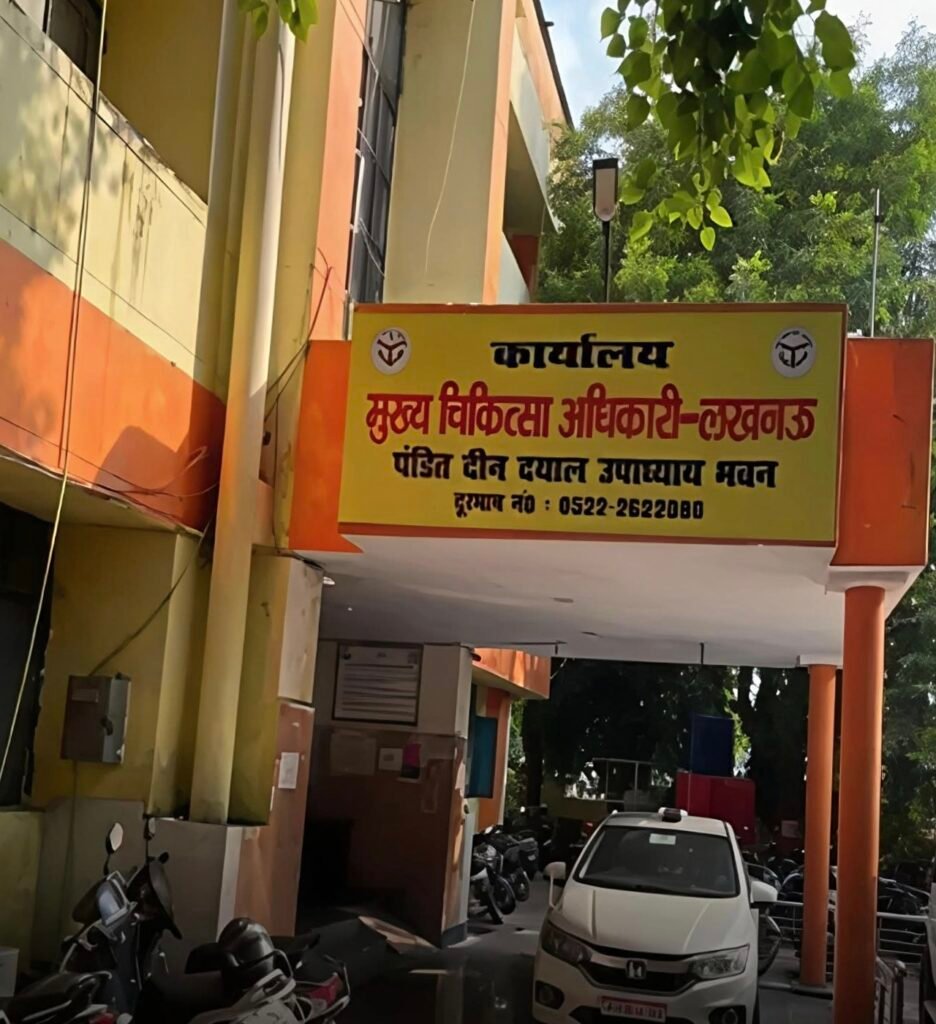 कार्यालय
मुख्य चिकित्सा अधिकारी-लखनऊ
पंडित दीन दयाल उपाध्याय भवन
दूरभाष नं0 : 0522-2622080